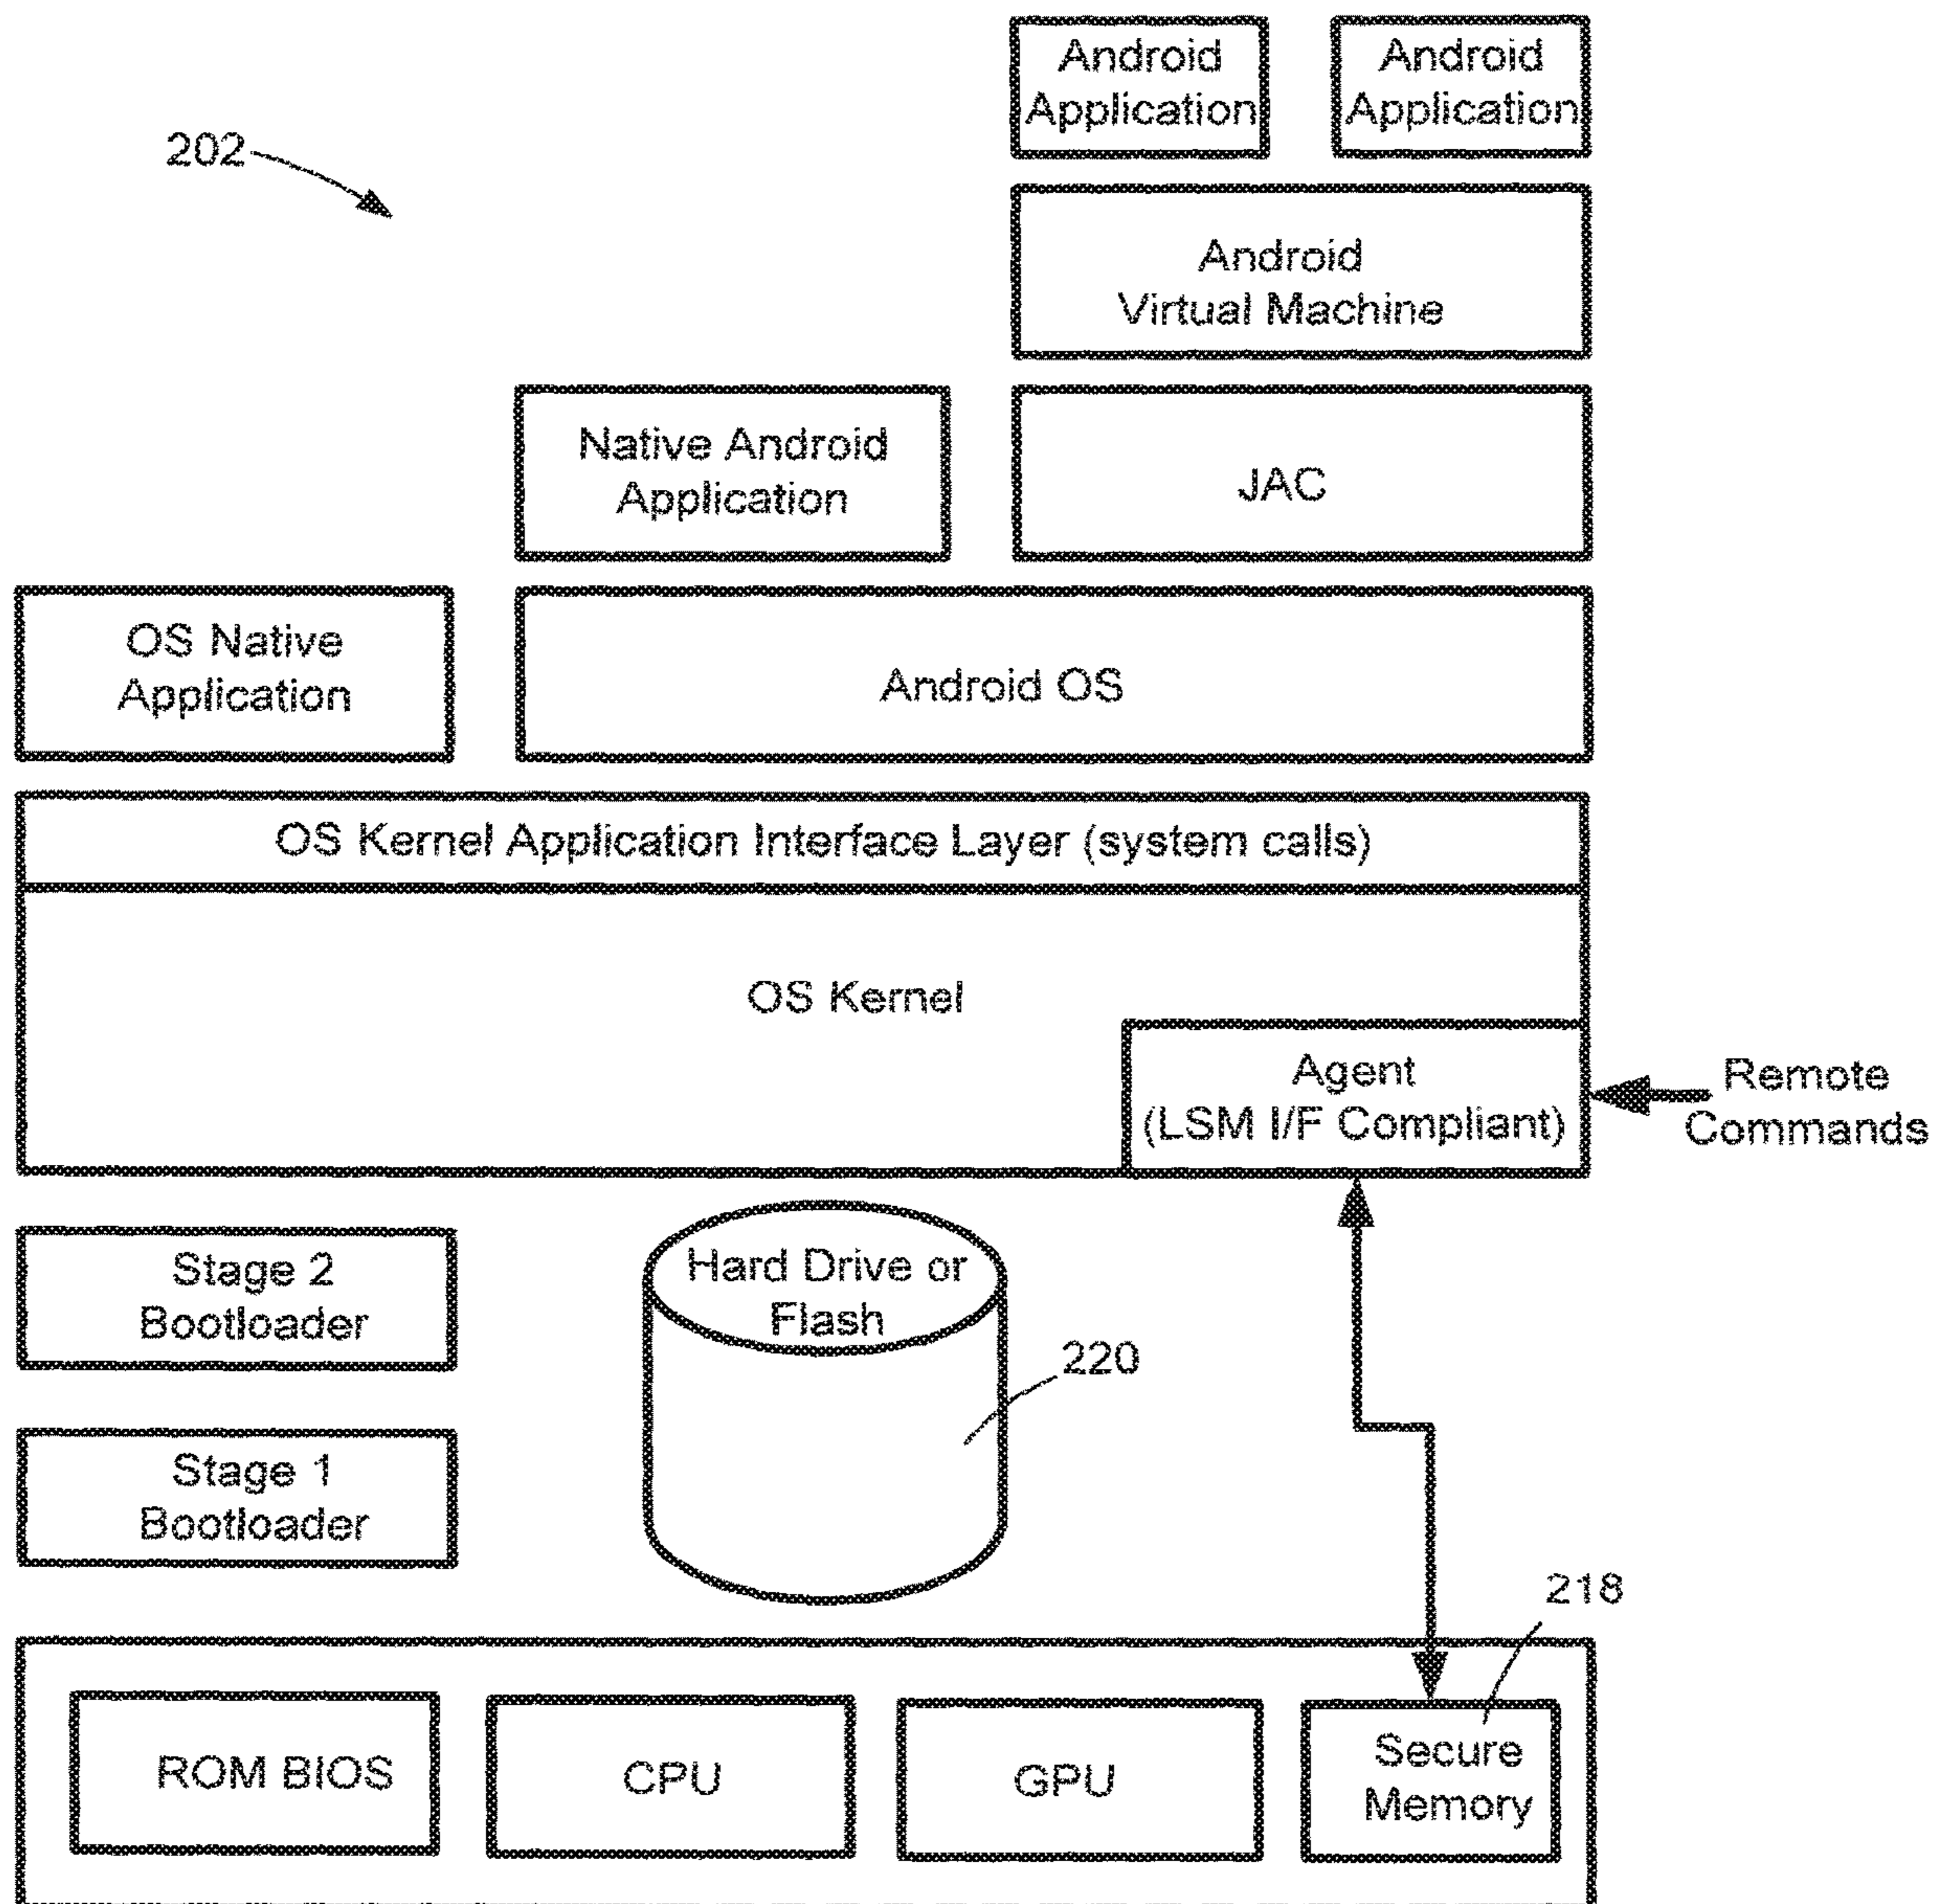 Android
Application
Android
Application
202
Android
Virtual Machine
Native Android
Application
JAC
OS Native
Application
Android OS
OS Kernel Application Interface Layer (system calls)
OS Kernel
Agent
(LSM I/F Compliant)
Remote
Commands
Stage 2
Bootloader
Hard Drive or
Flash
220
Stage 1
Bootloader
218
ROM BIOS
CPU
GPU
Secure
Memory